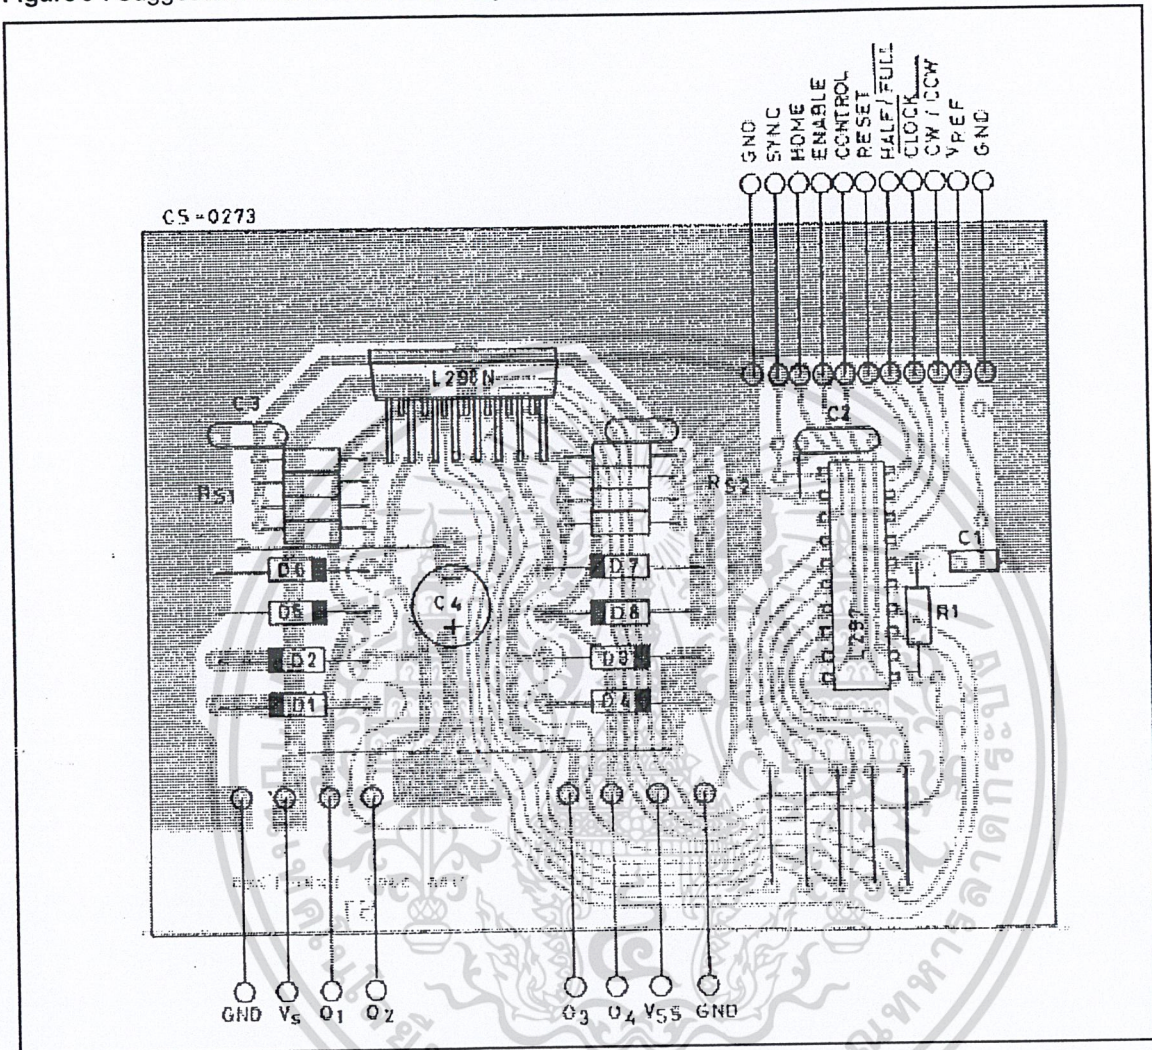 GND
SYNC
HOME
ENABLE
CONTROL
RESET
HALF/FULL
CLOCK
CW/CCW
VREF
GND
CS-0273
L298N
C3
C2
RS1
RS2
C1
D6
D7
C4
+
D5
D8
R1
L297
D2
D3
D1
D4
GND
Vs
O1
O2
O3
O4
VSS
GND